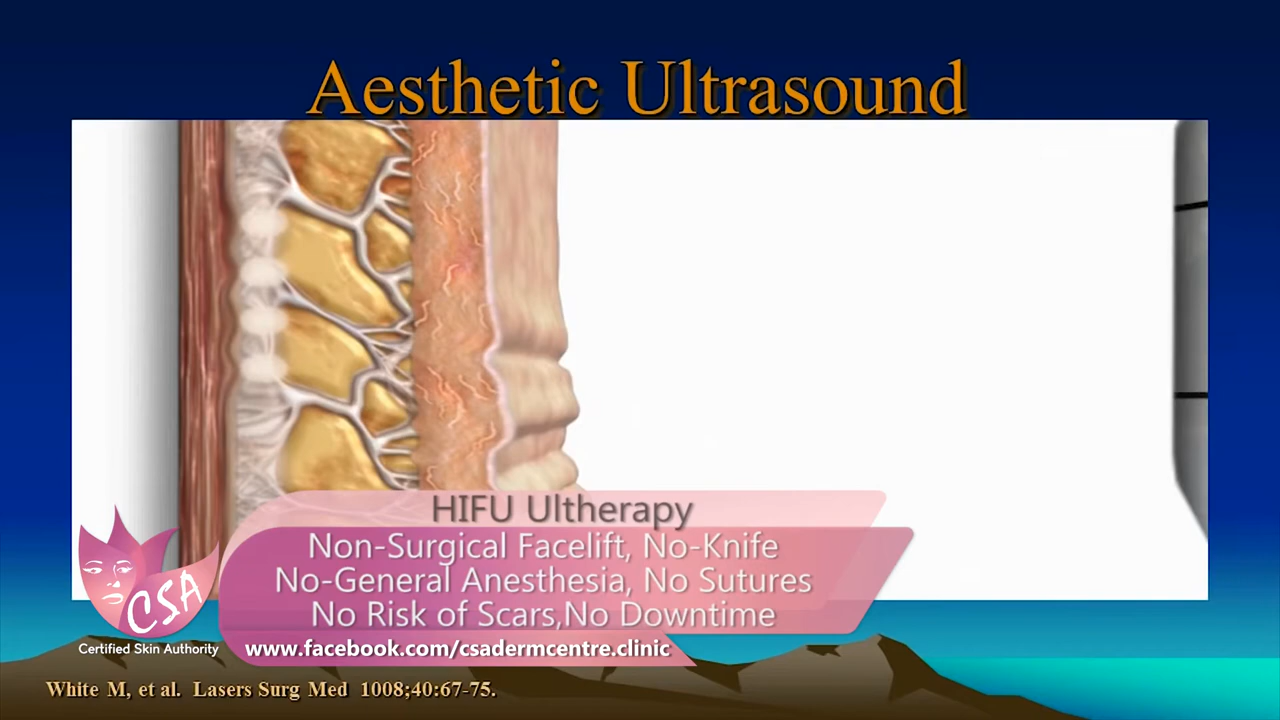 Aesthetic Ultrasound
HIFU Ultherapy
Non-Surgical Facelift, No-Knife
No-General Anesthesia, No Sutures
No Risk of Scars,No Downtime
CSA
Certified Skin Authority
www.facebook.com/csadermcentre.clinic
White M, et al. Lasers Surg Med 1008;40:67-75.